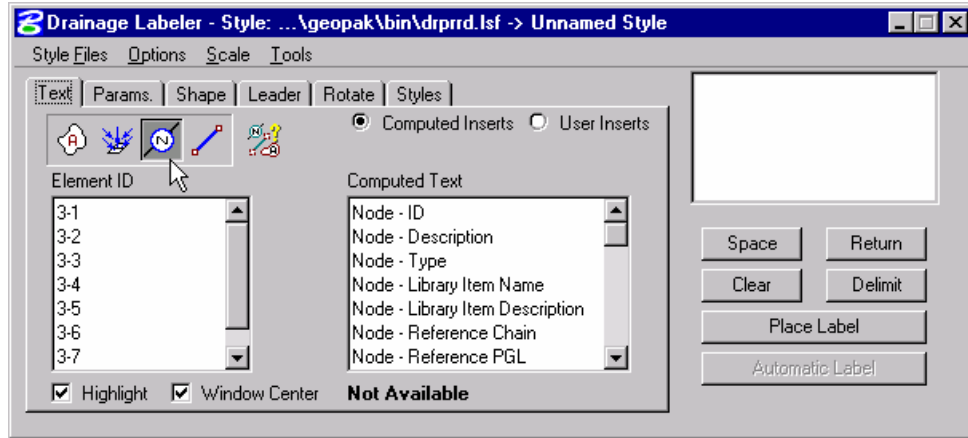 Drainage Labeler - Style: ...\geopak\bin\drprrd.lsf -> Unnamed Style
Style Files Options Scale Tools
Text Params. Shape Leader Rotate Styles
A N N A ?
Computed Inserts User Inserts
Element ID Computed Text
3-1 Node - ID
3-2 Node - Description
3-3 Node - Type
3-4 Node - Library Item Name
3-5 Node - Library Item Description
3-6 Node - Reference Chain
3-7 Node - Reference PGL
Highlight Window Center Not Available
Space Return
Clear Delimit
Place Label
Automatic Label